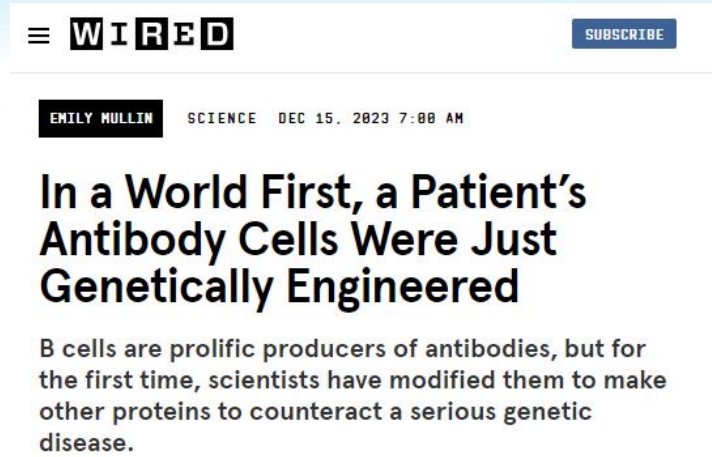 WIRED
SUBSCRIBE
EMILY MULLIN SCIENCE DEC 15, 2023 7:00 AM
In a World First, a Patient’s
Antibody Cells Were Just
Genetically Engineered
B cells are prolific producers of antibodies, but for
the first time, scientists have modified them to make
other proteins to counteract a serious genetic
disease.